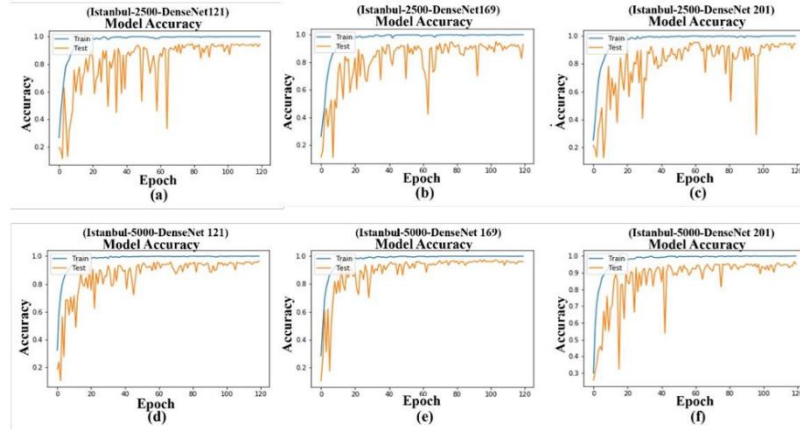 (Istanbul-2500-DenseNet121)
Model Accuracy
Train
Test
1.0
0.8
0.6
0.4
0.2
Accuracy
0 20 40 60 80 100 120
Epoch
(a)
(Istanbul-2500-DenseNet169)
Model Accuracy
Train
Test
1.0
0.8
0.6
0.4
0.2
Accuracy
0 20 40 60 80 100 120
Epoch
(b)
(Istanbul-2500-DenseNet 201)
Model Accuracy
Train
Test
1.0
0.8
0.6
0.4
0.2
Accuracy
0 20 40 60 80 100 120
Epoch
(c)
(Istanbul-5000-DenseNet 121)
Model Accuracy
Train
Test
1.0
0.8
0.6
0.4
0.2
Accuracy
0 20 40 60 80 100 120
Epoch
(d)
(Istanbul-5000-DenseNet 169)
Model Accuracy
Train
Test
1.0
0.8
0.6
0.4
0.2
Accuracy
0 20 40 60 80 100 120
Epoch
(e)
(Istanbul-5000-DenseNet 201)
Model Accuracy
Train
Test
1.0
0.9
0.8
0.7
0.6
0.5
0.4
0.3
Accuracy
0 20 40 60 80 100 120
Epoch
(f)